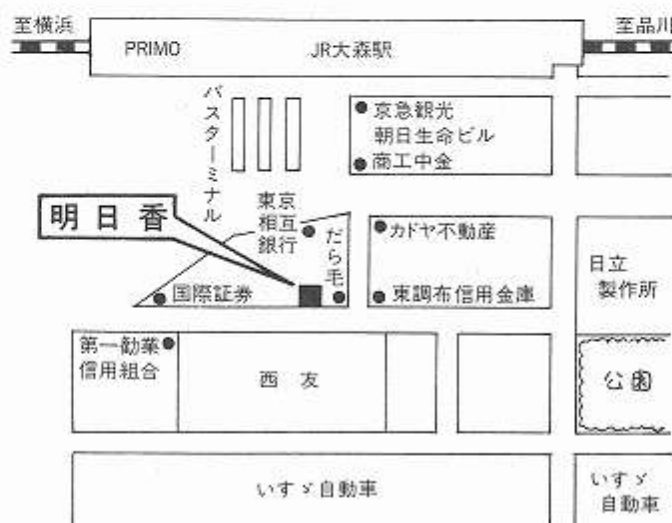 至横浜
至品川
PRIMO
JR大森駅
バスターミナル
京急観光
朝日生命ビル
商工中金
明日香
東京
相互
銀行
だら毛
カドヤ不動産
国際証券
東調布信用金庫
日立
製作所
第一勧業
信用組合
西友
公園
いすゞ自動車
いすゞ
自動車